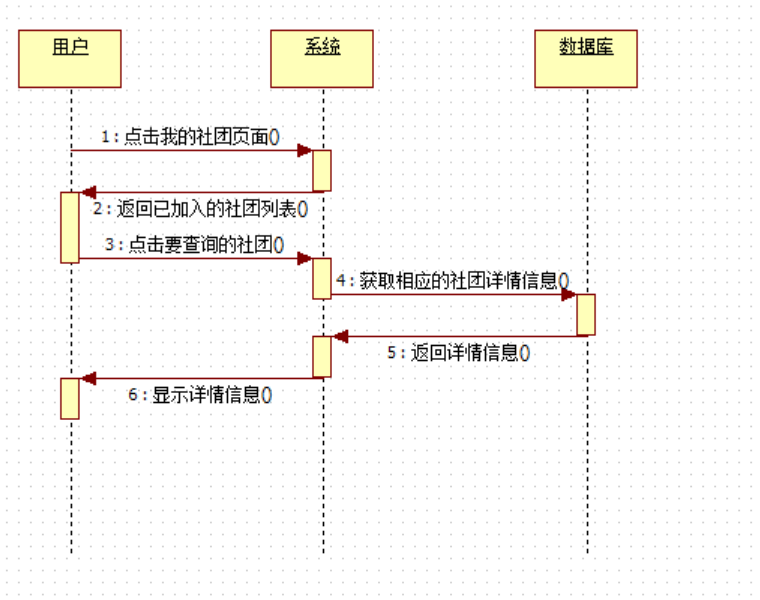 用户
系统
数据库
1：点击我的社团页面()
2：返回已加入的社团列表()
3：点击要查询的社团()
4：获取相应的社团详情信息()
5：返回详情信息()
6：显示详情信息()